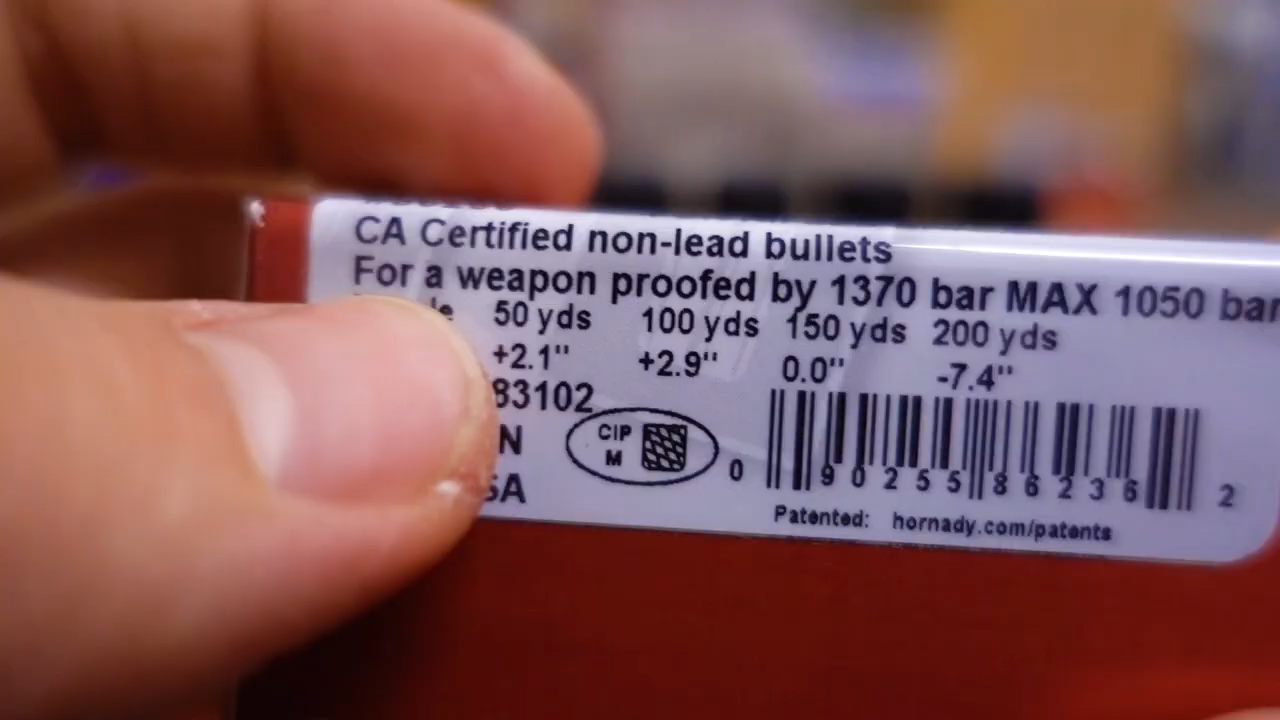 CA Certified non-lead bullets
For a weapon proofed by 1370 bar MAX 1050 bar
50 yds 100 yds 150 yds 200 yds
+2.1" +2.9" 0.0" -7.4"
83102
N
CIP
M
SA
0 90255 86236 2
Patented: hornady.com/patents